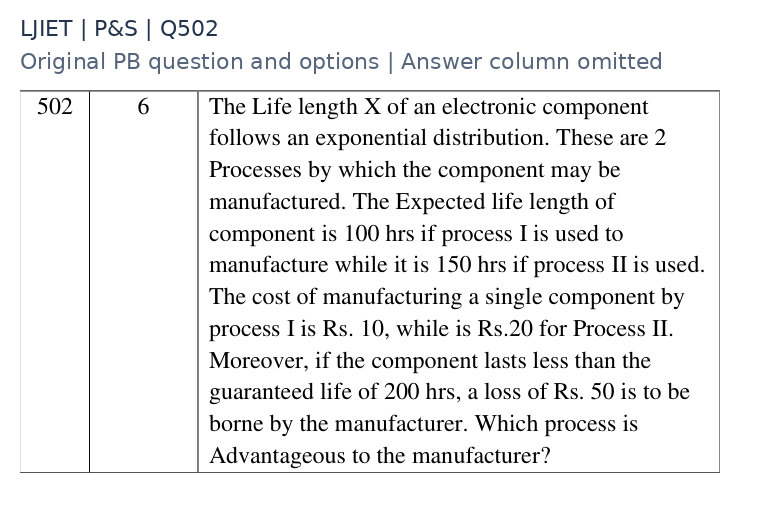 LJIET | P&S | Q502
Original PB question and options | Answer column omitted
502 6 The Life length X of an electronic component
follows an exponential distribution. These are 2
Processes by which the component may be
manufactured. The Expected life length of
component is 100 hrs if process I is used to
manufacture while it is 150 hrs if process II is used.
The cost of manufacturing a single component by
process I is Rs. 10, while is Rs.20 for Process II.
Moreover, if the component lasts less than the
guaranteed life of 200 hrs, a loss of Rs. 50 is to be
borne by the manufacturer. Which process is
Advantageous to the manufacturer?